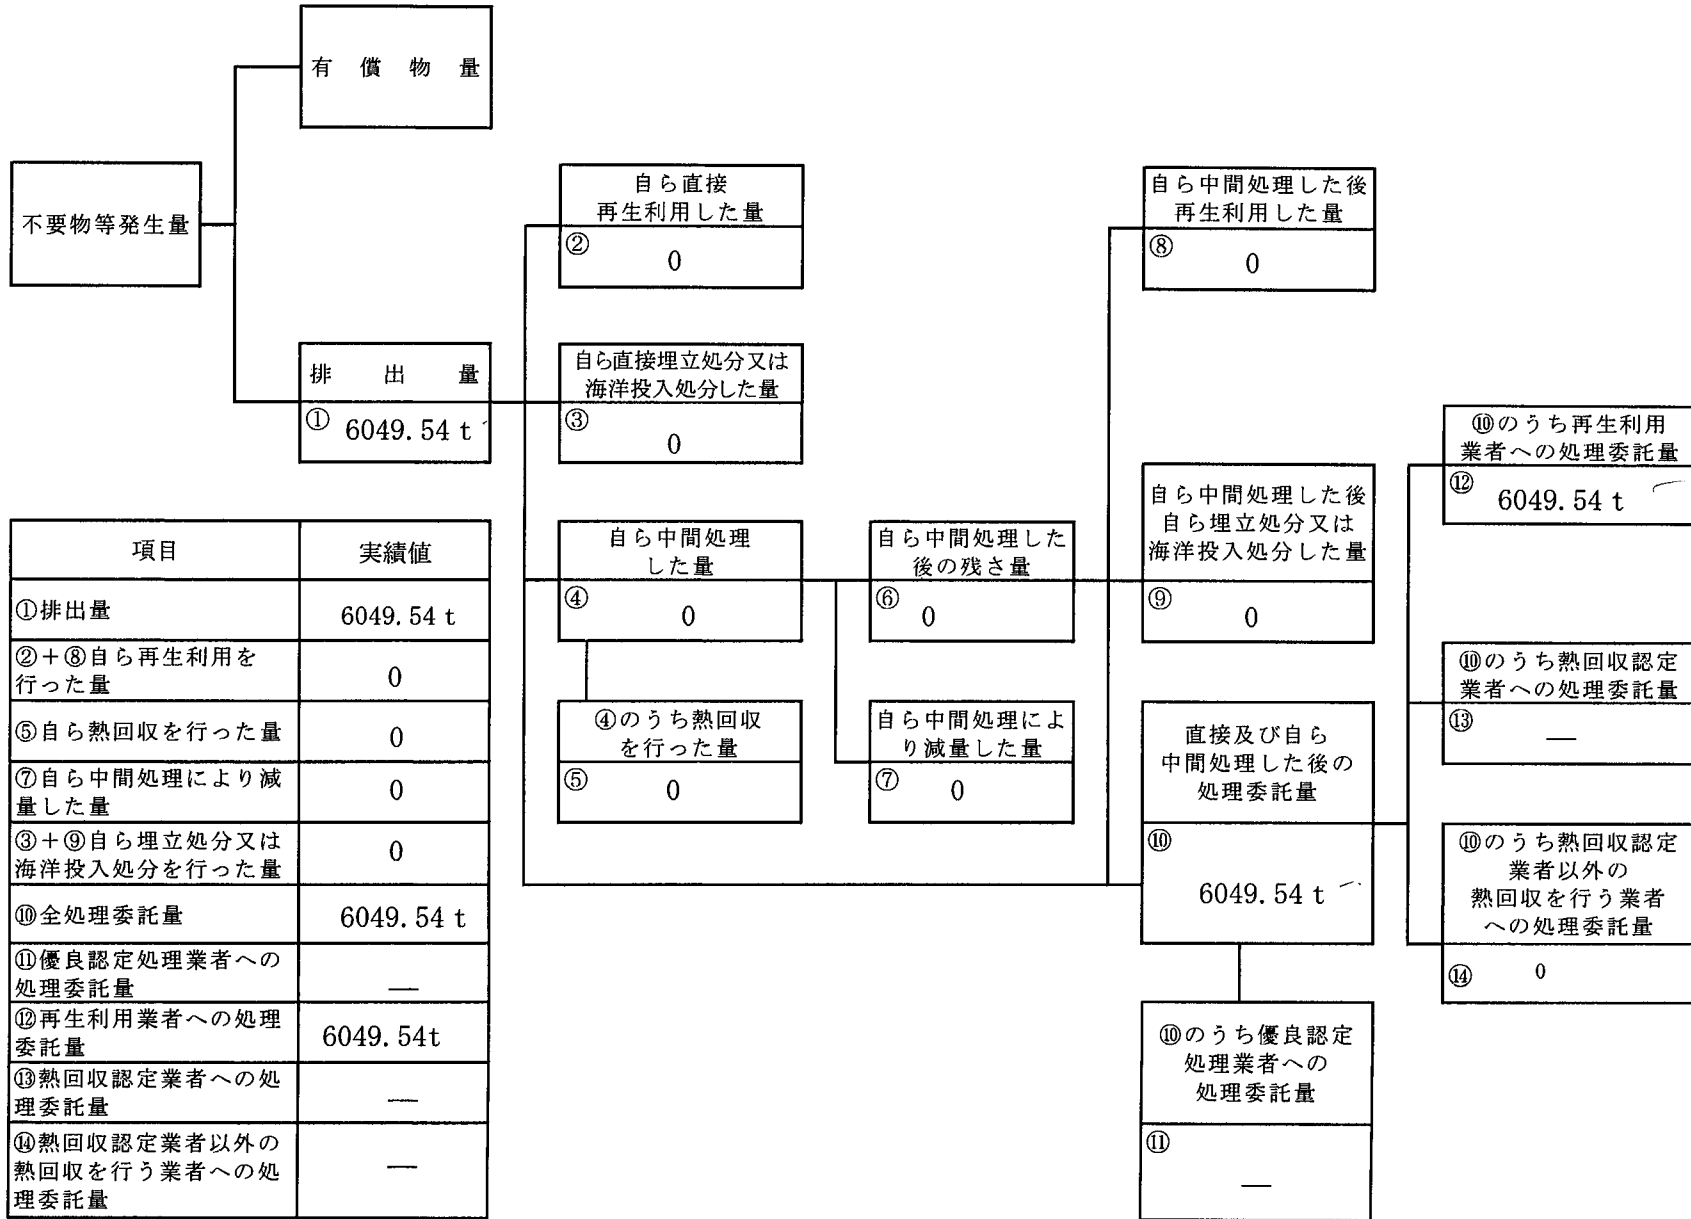 有償物量
不要物等発生量
排出量
① 6049.54 t
自ら直接
再生利用した量
②
0
自ら直接埋立処分又は
海洋投入処分した量
③
0
自ら中間処理
した量
④
0
④のうち熱回収
を行った量
⑤
0
自ら中間処理した
後の残さ量
⑥ 0
自ら中間処理によ
り減量した量
⑦ 0
自ら中間処理した後
再生利用した量
⑧
0
自ら中間処理した後
自ら埋立処分又は
海洋投入処分した量
⑨
0
直接及び自ら
中間処理した後の
処理委託量
⑩
6049.54 t
⑩のうち優良認定
処理業者への
処理委託量
⑪
—
⑩のうち再生利用
業者への処理委託量
⑫
6049.54 t
⑩のうち熱回収認定
業者への処理委託量
⑬
—
⑩のうち熱回収認定
業者以外の
熱回収を行う業者
への処理委託量
⑭ 0
項目 実績値
①排出量 6049.54 t
②+⑧自ら再生利用を
行った量 0
⑤自ら熱回収を行った量 0
⑦自ら中間処理により減
量した量 0
③+⑨自ら埋立処分又は
海洋投入処分を行った量 0
⑩全処理委託量 6049.54 t
⑪優良認定処理業者への
処理委託量 —
⑫再生利用業者への処理
委託量 6049.54t
⑬熱回収認定業者への処
理委託量 —
⑭熱回収認定業者以外の
熱回収を行う業者への処
理委託量 —